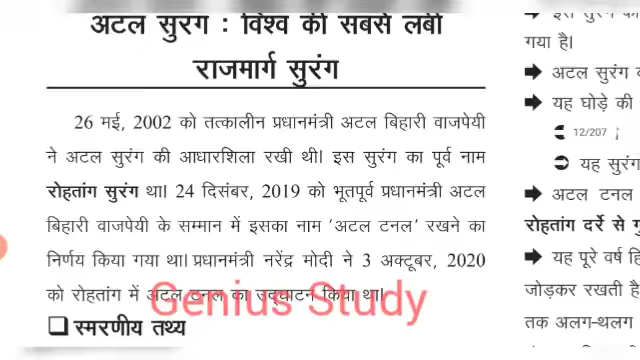 अटल सुरंग : विश्व की सबसे लंबी
राजमार्ग सुरंग
26 मई, 2002 को तत्कालीन प्रधानमंत्री अटल बिहारी वाजपेयी
ने अटल सुरंग की आधारशिला रखी थी। इस सुरंग का पूर्व नाम
रोहतांग सुरंग था। 24 दिसंबर, 2019 को भूतपूर्व प्रधानमंत्री अटल
बिहारी वाजपेयी के सम्मान में इसका नाम ‘अटल टनल’ रखने का
निर्णय किया गया था। प्रधानमंत्री नरेंद्र मोदी ने 3 अक्टूबर, 2020
को रोहतांग में अटल टनल का उद्घाटन किया था।
Genius Study
❑ स्मरणीय तथ्य
गया है।
➡ अटल सुरंग
➡ यह घोड़े की
12/207
➲ यह सुरंग
➡ अटल टनल
रोहतांग दर्रे से
➡ यह पूरे वर्ष
जोड़कर रखती है
तक अलग-थलग